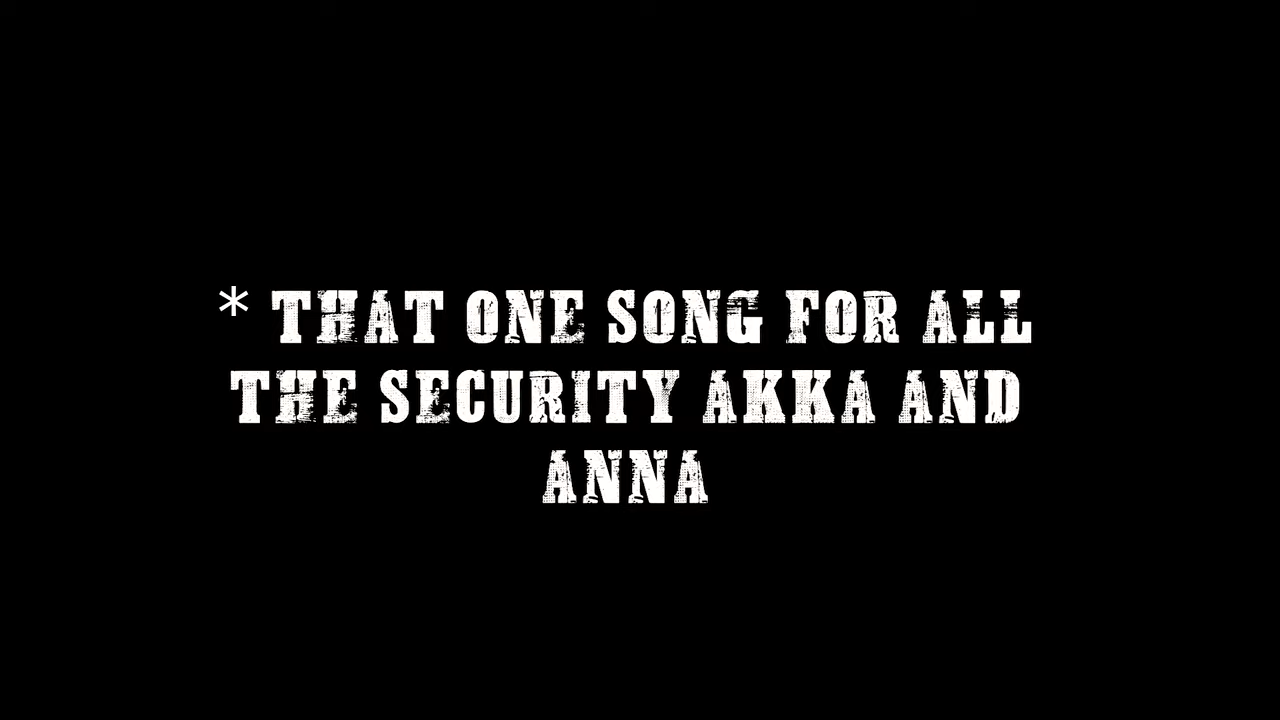 * THAT ONE SONG FOR ALL
THE SECURITY AKKA AND
ANNA